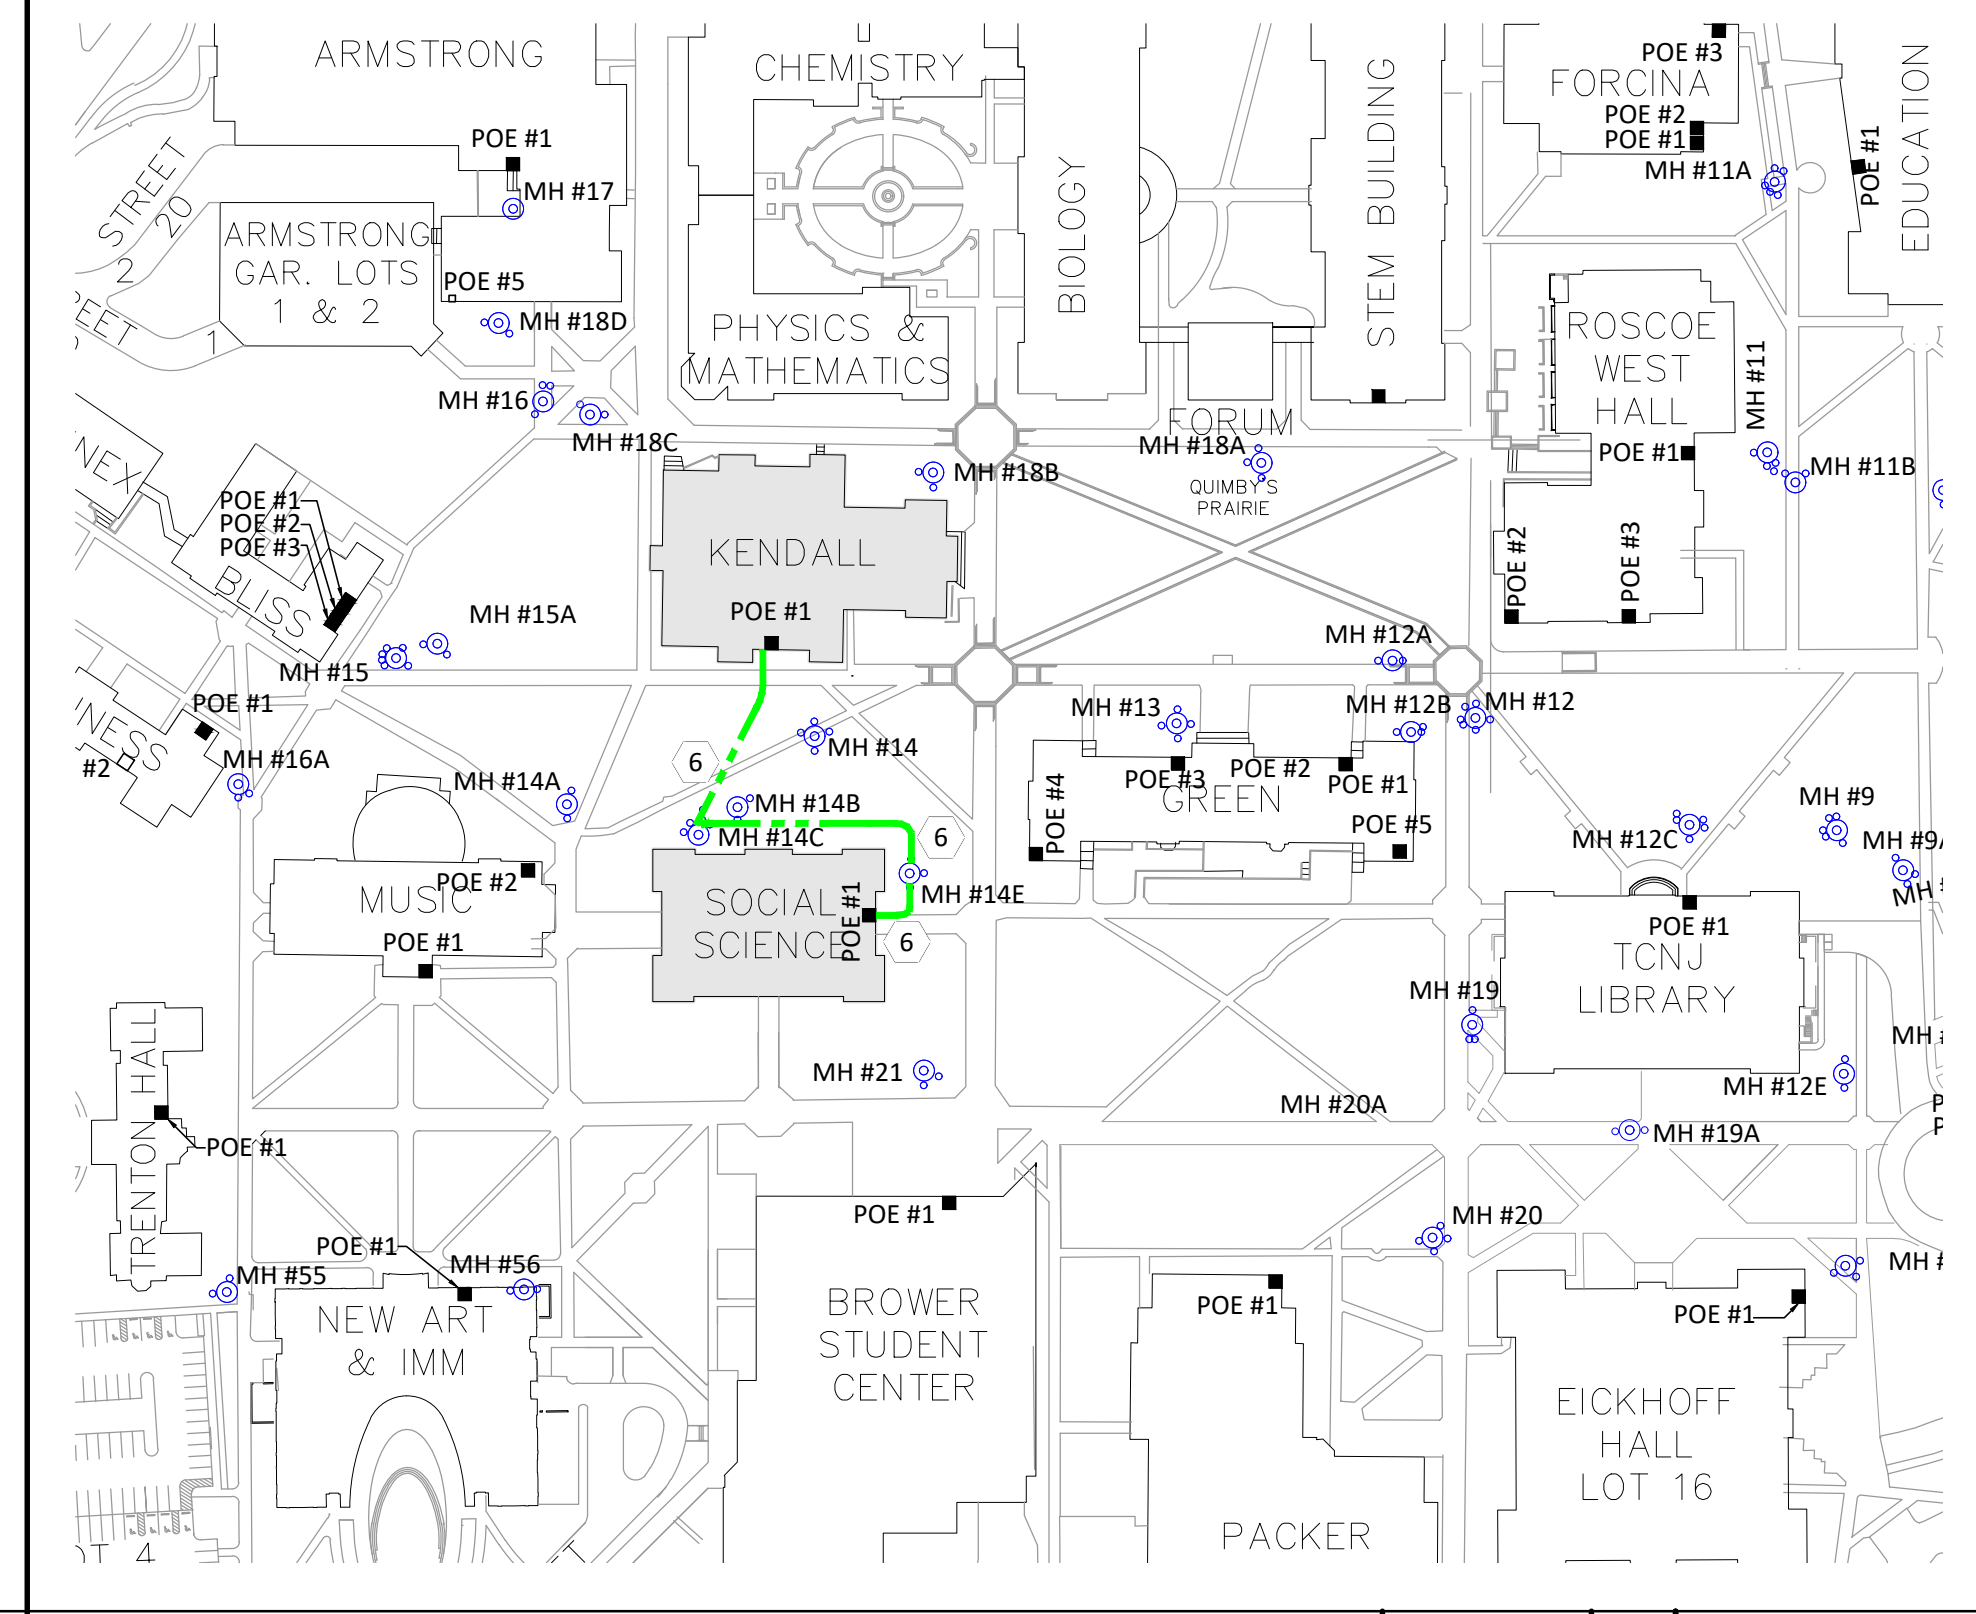 ARMSTRONG
CHEMISTRY
POE #3
FORCINA
POE #2
POE #1
MH #11A
POE #1
EDUCATION
POE #1
MH #17
STREET
20
2
1
ARMSTRONG
GAR. LOTS
1 & 2
POE #5
MH #18D
PHYSICS &
MATHEMATICS
BIOLOGY
STEM BUILDING
FORUM
ROSCOE
WEST
HALL
MH #11
MH #16
MH #18C
MH #18B
MH #18A
QUIMBY'S
PRAIRIE
POE #1
MH #11B
POE #2
POE #3
POE #1
POE #2
POE #3
BLISS
KENDALL
POE #1
MH #15A
MH #15
MH #12A
POE #1
#2
MH #16A
MH #14A
6
MH #14
MH #14B
MH #14C
MH #13
MH #12B
MH #12
POE #4
POE #3
POE #2
POE #1
GREEN
POE #5
6
MH #14E
6
MH #12C
MH #9
MUSIC
POE #2
POE #1
SOCIAL
SCIENCE
POE #1
POE #1
TCNJ
LIBRARY
MH #19
MH #12E
MH #21
MH #20A
MH #19A
TRENTON HALL
POE #1
POE #1
MH #56
MH #55
NEW ART
& IMM
POE #1
BROWER
STUDENT
CENTER
MH #20
POE #1
PACKER
POE #1
EICKHOFF
HALL
LOT 16
4